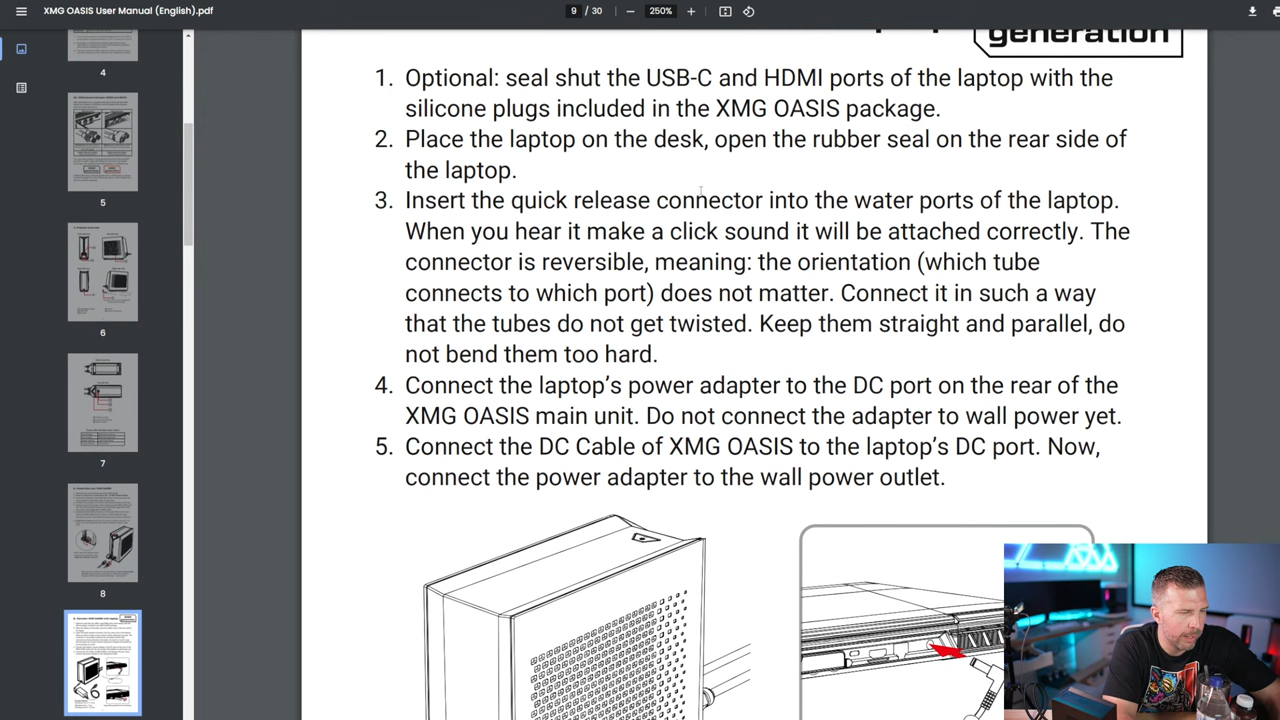 XMG OASIS User Manual (English).pdf
9 / 30
250%
generation
1. Optional: seal shut the USB-C and HDMI ports of the laptop with the
silicone plugs included in the XMG OASIS package.
2. Place the laptop on the desk, open the rubber seal on the rear side of
the laptop.
3. Insert the quick release connector into the water ports of the laptop.
When you hear it make a click sound it will be attached correctly. The
connector is reversible, meaning: the orientation (which tube
connects to which port) does not matter. Connect it in such a way
that the tubes do not get twisted. Keep them straight and parallel, do
not bend them too hard.
4. Connect the laptop's power adapter to the DC port on the rear of the
XMG OASIS main unit. Do not connect the adapter to wall power yet.
5. Connect the DC Cable of XMG OASIS to the laptop's DC port. Now,
connect the power adapter to the wall power outlet.
4
5
6
7
8